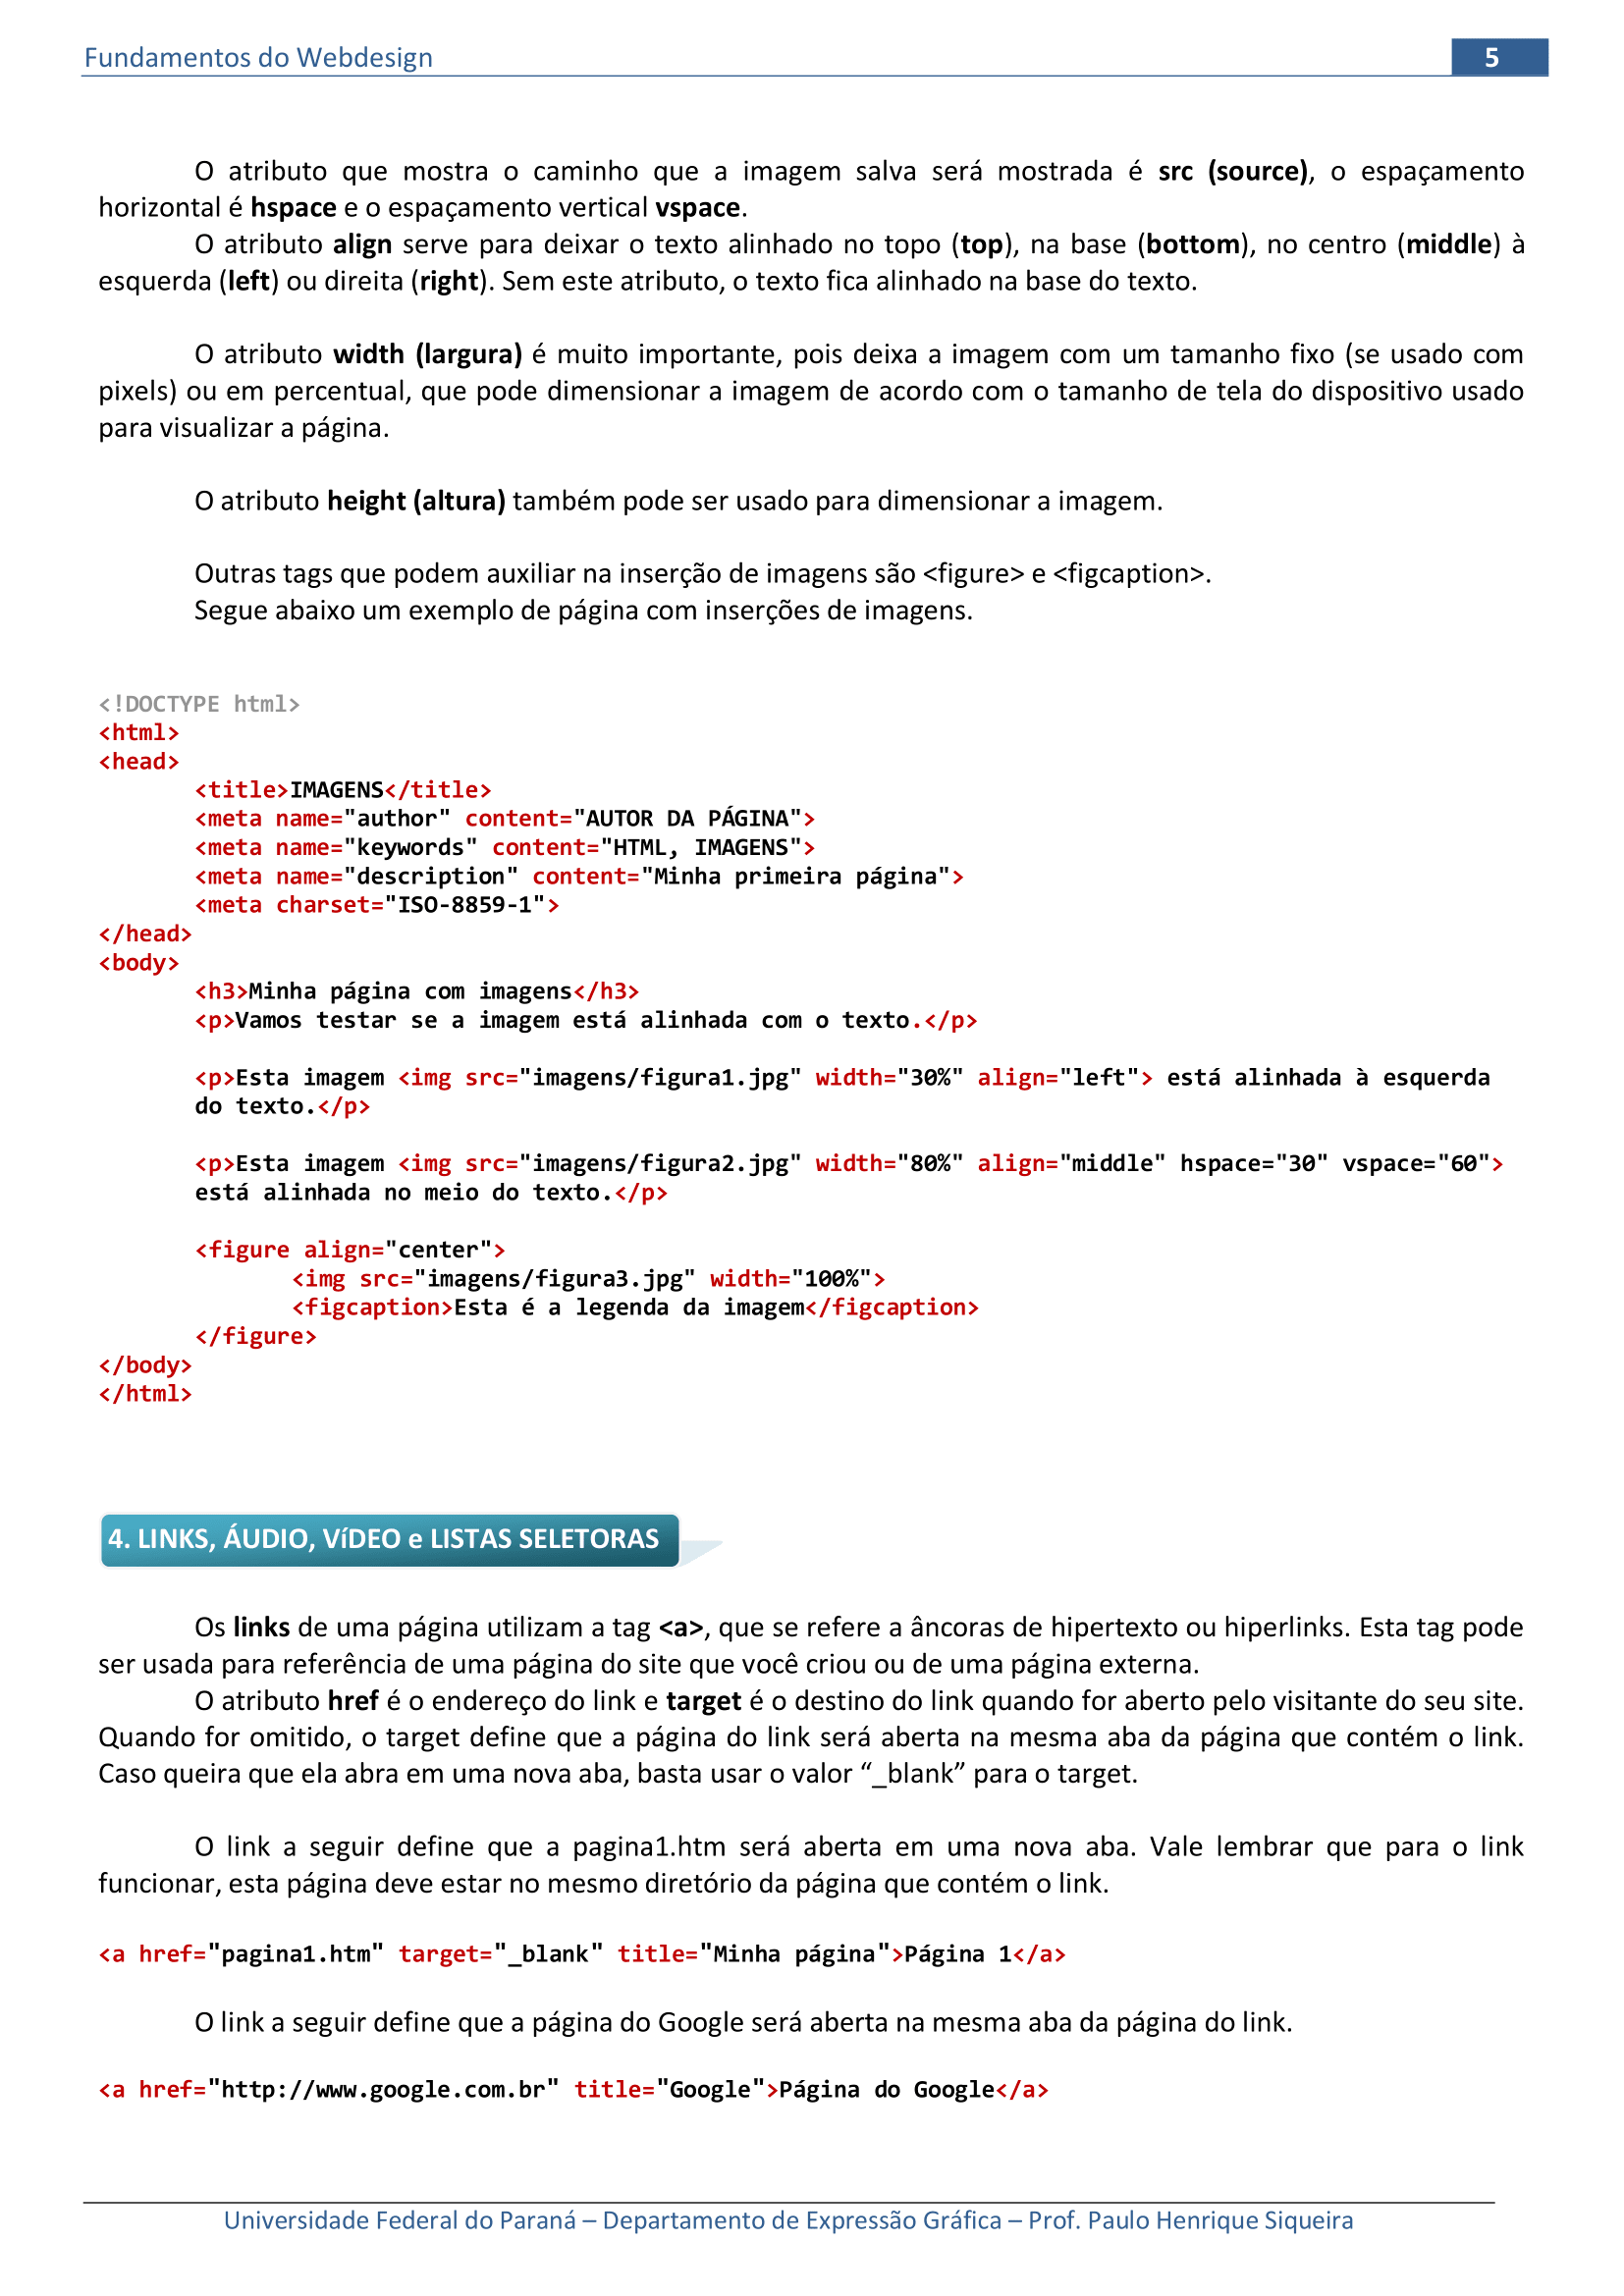 Fundamentos do Webdesign 5
O atributo que mostra o caminho que a imagem salva será mostrada é src (source), o espaçamento
horizontal é hspace e o espaçamento vertical vspace.
O atributo align serve para deixar o texto alinhado no topo (top), na base (bottom), no centro (middle) à
esquerda (left) ou direita (right). Sem este atributo, o texto fica alinhado na base do texto.
O atributo width (largura) é muito importante, pois deixa a imagem com um tamanho fixo (se usado com
pixels) ou em percentual, que pode dimensionar a imagem de acordo com o tamanho de tela do dispositivo usado
para visualizar a página.
O atributo height (altura) também pode ser usado para dimensionar a imagem.
Outras tags que podem auxiliar na inserção de imagens são <figure> e <figcaption>.
Segue abaixo um exemplo de página com inserções de imagens.
<!DOCTYPE html>
<html>
<head>
<title>IMAGENS</title>
<meta name="author" content="AUTOR DA PÁGINA">
<meta name="keywords" content="HTML, IMAGENS">
<meta name="description" content="Minha primeira página">
<meta charset="ISO-8859-1">
</head>
<body>
<h3>Minha página com imagens</h3>
<p>Vamos testar se a imagem está alinhada com o texto.</p>
<p>Esta imagem <img src="imagens/figura1.jpg" width="30%" align="left"> está alinhada à esquerda
do texto.</p>
<p>Esta imagem <img src="imagens/figura2.jpg" width="80%" align="middle" hspace="30" vspace="60">
está alinhada no meio do texto.</p>
<figure align="center">
<img src="imagens/figura3.jpg" width="100%">
<figcaption>Esta é a legenda da imagem</figcaption>
</figure>
</body>
</html>
4. LINKS, ÁUDIO, VíDEO e LISTAS SELETORAS
Os links de uma página utilizam a tag <a>, que se refere a âncoras de hipertexto ou hiperlinks. Esta tag pode
ser usada para referência de uma página do site que você criou ou de uma página externa.
O atributo href é o endereço do link e target é o destino do link quando for aberto pelo visitante do seu site.
Quando for omitido, o target define que a página do link será aberta na mesma aba da página que contém o link.
Caso queira que ela abra em uma nova aba, basta usar o valor “_blank” para o target.
O link a seguir define que a pagina1.htm será aberta em uma nova aba. Vale lembrar que para o link
funcionar, esta página deve estar no mesmo diretório da página que contém o link.
<a href="pagina1.htm" target="_blank" title="Minha página">Página 1</a>
O link a seguir define que a página do Google será aberta na mesma aba da página do link.
<a href="http://www.google.com.br" title="Google">Página do Google</a>
Universidade Federal do Paraná – Departamento de Expressão Gráfica – Prof. Paulo Henrique Siqueira